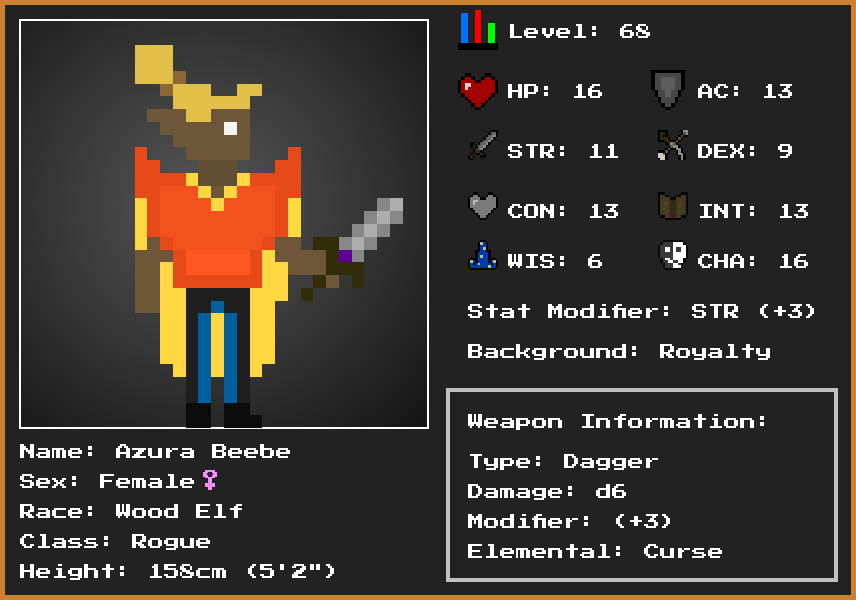 Level: 68
HP: 16
AC: 13
STR: 11
DEX: 9
CON: 13
INT: 13
WIS: 6
CHA: 16
Stat Modifier: STR (+3)
Background: Royalty
Weapon Information:
Type: Dagger
Damage: d6
Modifier: (+3)
Elemental: Curse
Name: Azura Beebe
Sex: Female♀
Race: Wood Elf
Class: Rogue
Height: 158cm (5'2")